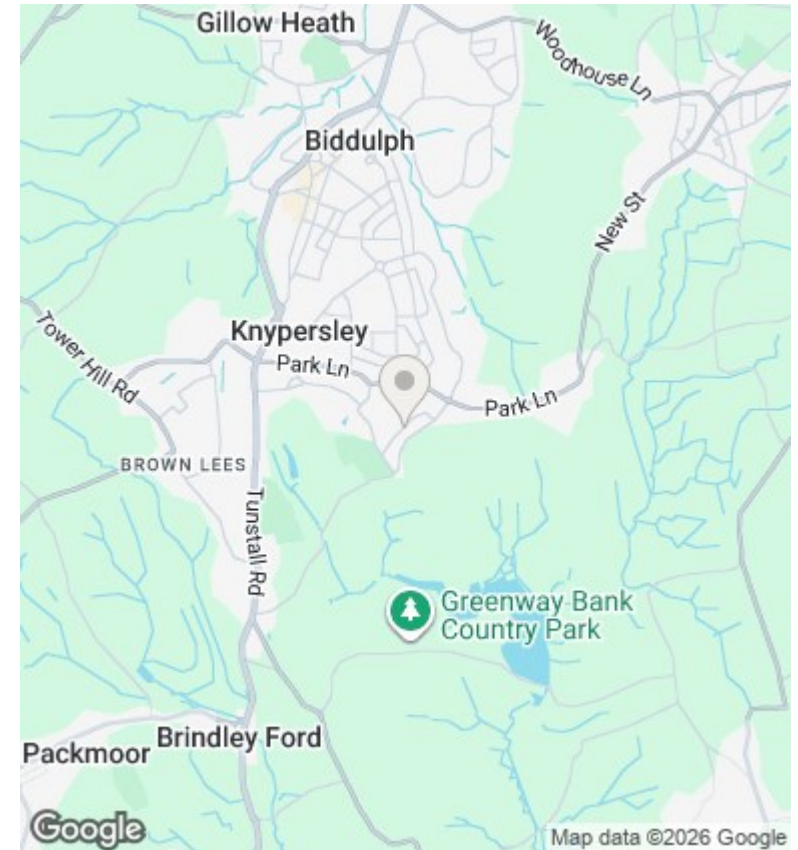 Gillow Heath
Woodhouse Ln
Biddulph
New St
Knypersley
Tower Hill Rd
Park Ln
Park Ln
BROWN LEES
Tunstall Rd
Greenway Bank
Country Park
Brindley Ford
Packmoor
Google
Map data ©2026 Google